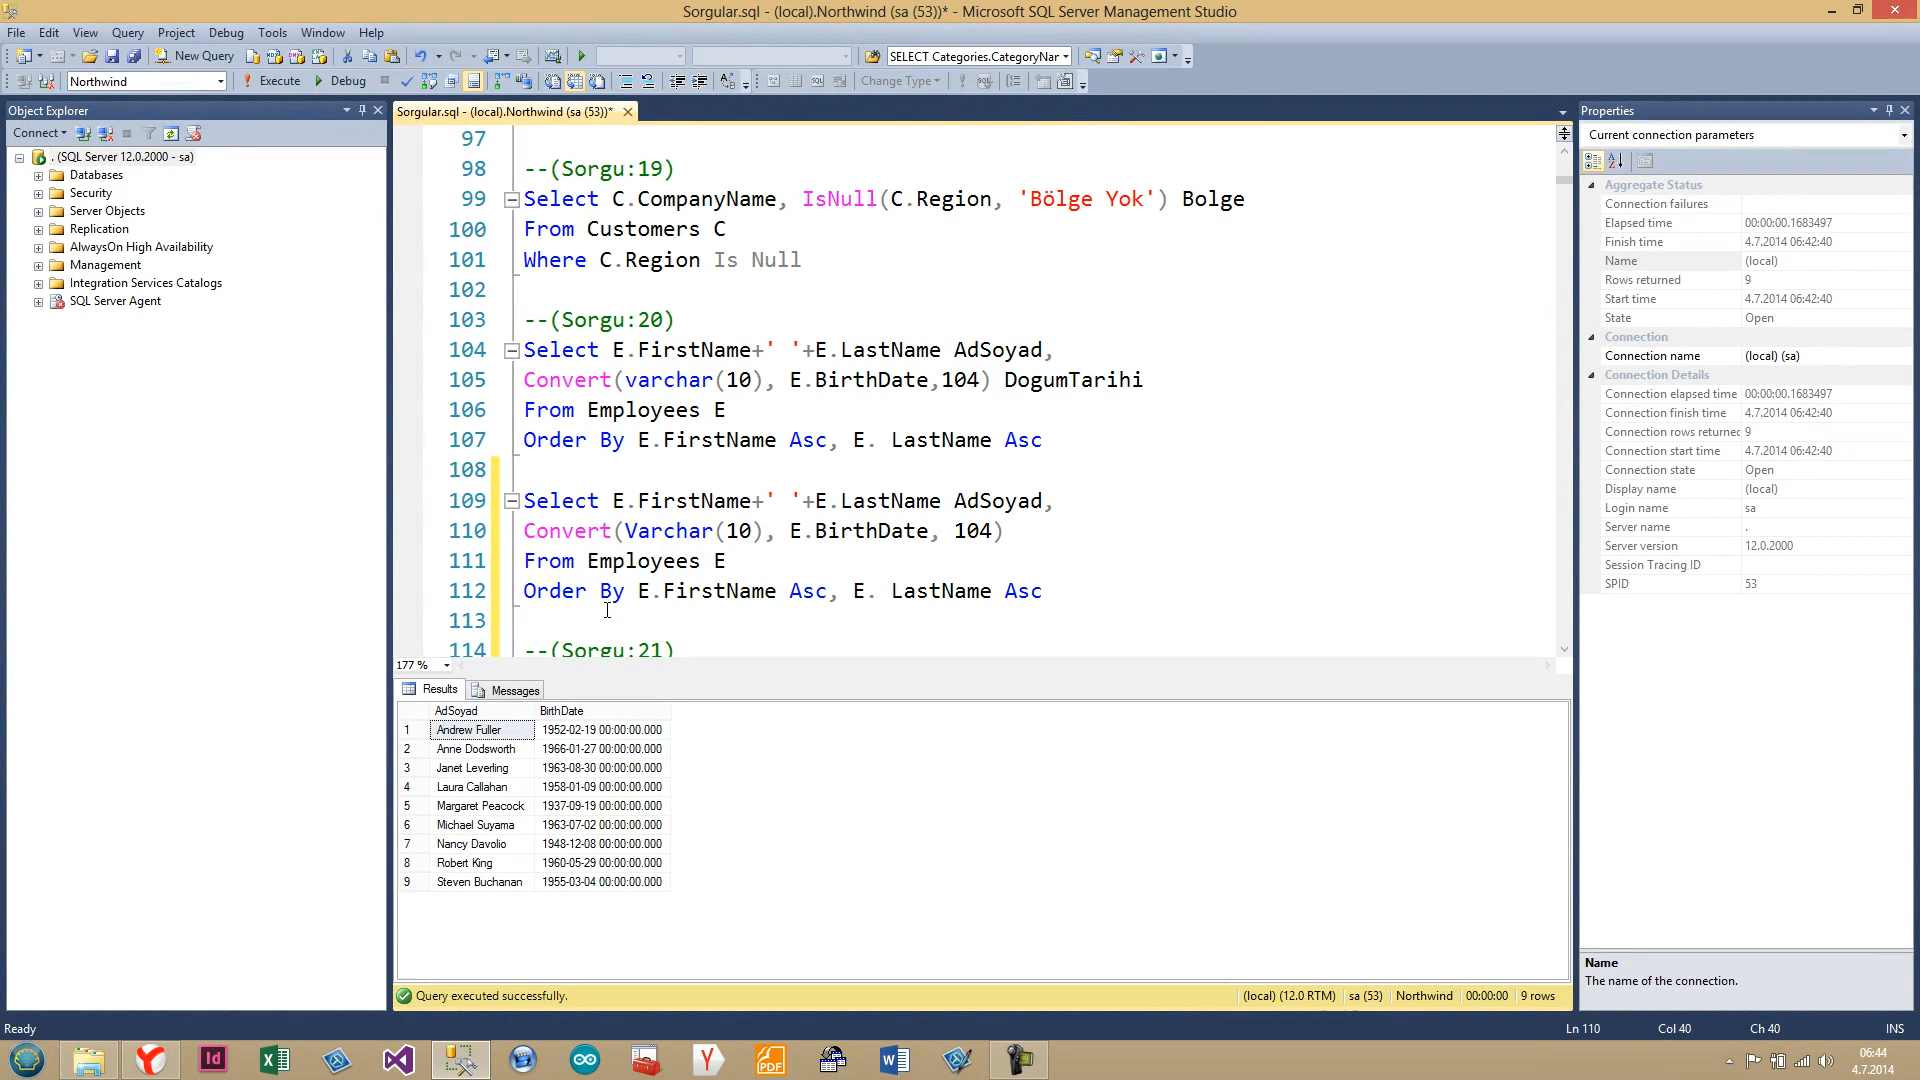 Sorgular.sql - (local).Northwind (sa (53))* - Microsoft SQL Server Management Studio
File Edit View Query Project Debug Tools Window Help
New Query SELECT Categories.CategoryNar
Northwind Execute Debug Change Type
Object Explorer
Connect
. (SQL Server 12.0.2000 - sa)
Databases
Security
Server Objects
Replication
AlwaysOn High Availability
Management
Integration Services Catalogs
SQL Server Agent
Sorgular.sql - (local).Northwind (sa (53))*
97
98 --(Sorgu:19)
99 Select C.CompanyName, IsNull(C.Region, 'Bölge Yok') Bolge
100 From Customers C
101 Where C.Region Is Null
102
103 --(Sorgu:20)
104 Select E.FirstName+' '+E.LastName AdSoyad,
105 Convert(varchar(10), E.BirthDate,104) DogumTarihi
106 From Employees E
107 Order By E.FirstName Asc, E. LastName Asc
108
109 Select E.FirstName+' '+E.LastName AdSoyad,
110 Convert(Varchar(10), E.BirthDate, 104)
111 From Employees E
112 Order By E.FirstName Asc, E. LastName Asc
113
114 --(Sorgu:21)
177 %
Results Messages
AdSoyad BirthDate
1 Andrew Fuller 1952-02-19 00:00:00.000
2 Anne Dodsworth 1966-01-27 00:00:00.000
3 Janet Leverling 1963-08-30 00:00:00.000
4 Laura Callahan 1958-01-09 00:00:00.000
5 Margaret Peacock 1937-09-19 00:00:00.000
6 Michael Suyama 1963-07-02 00:00:00.000
7 Nancy Davolio 1948-12-08 00:00:00.000
8 Robert King 1960-05-29 00:00:00.000
9 Steven Buchanan 1955-03-04 00:00:00.000
Query executed successfully. (local) (12.0 RTM) sa (53) Northwind 00:00:00 9 rows
Properties
Current connection parameters
Aggregate Status
Connection failures
Elapsed time 00:00:00.1683497
Finish time 4.7.2014 06:42:40
Name (local)
Rows returned 9
Start time 4.7.2014 06:42:40
State Open
Connection
Connection name (local) (sa)
Connection Details
Connection elapsed time 00:00:00.1683497
Connection finish time 4.7.2014 06:42:40
Connection rows returnec 9
Connection start time 4.7.2014 06:42:40
Connection state Open
Display name (local)
Login name sa
Server name .
Server version 12.0.2000
Session Tracing ID
SPID 53
Name
The name of the connection.
Ready Ln 110 Col 40 Ch 40 INS
Id
PDF
06:44
4.7.2014